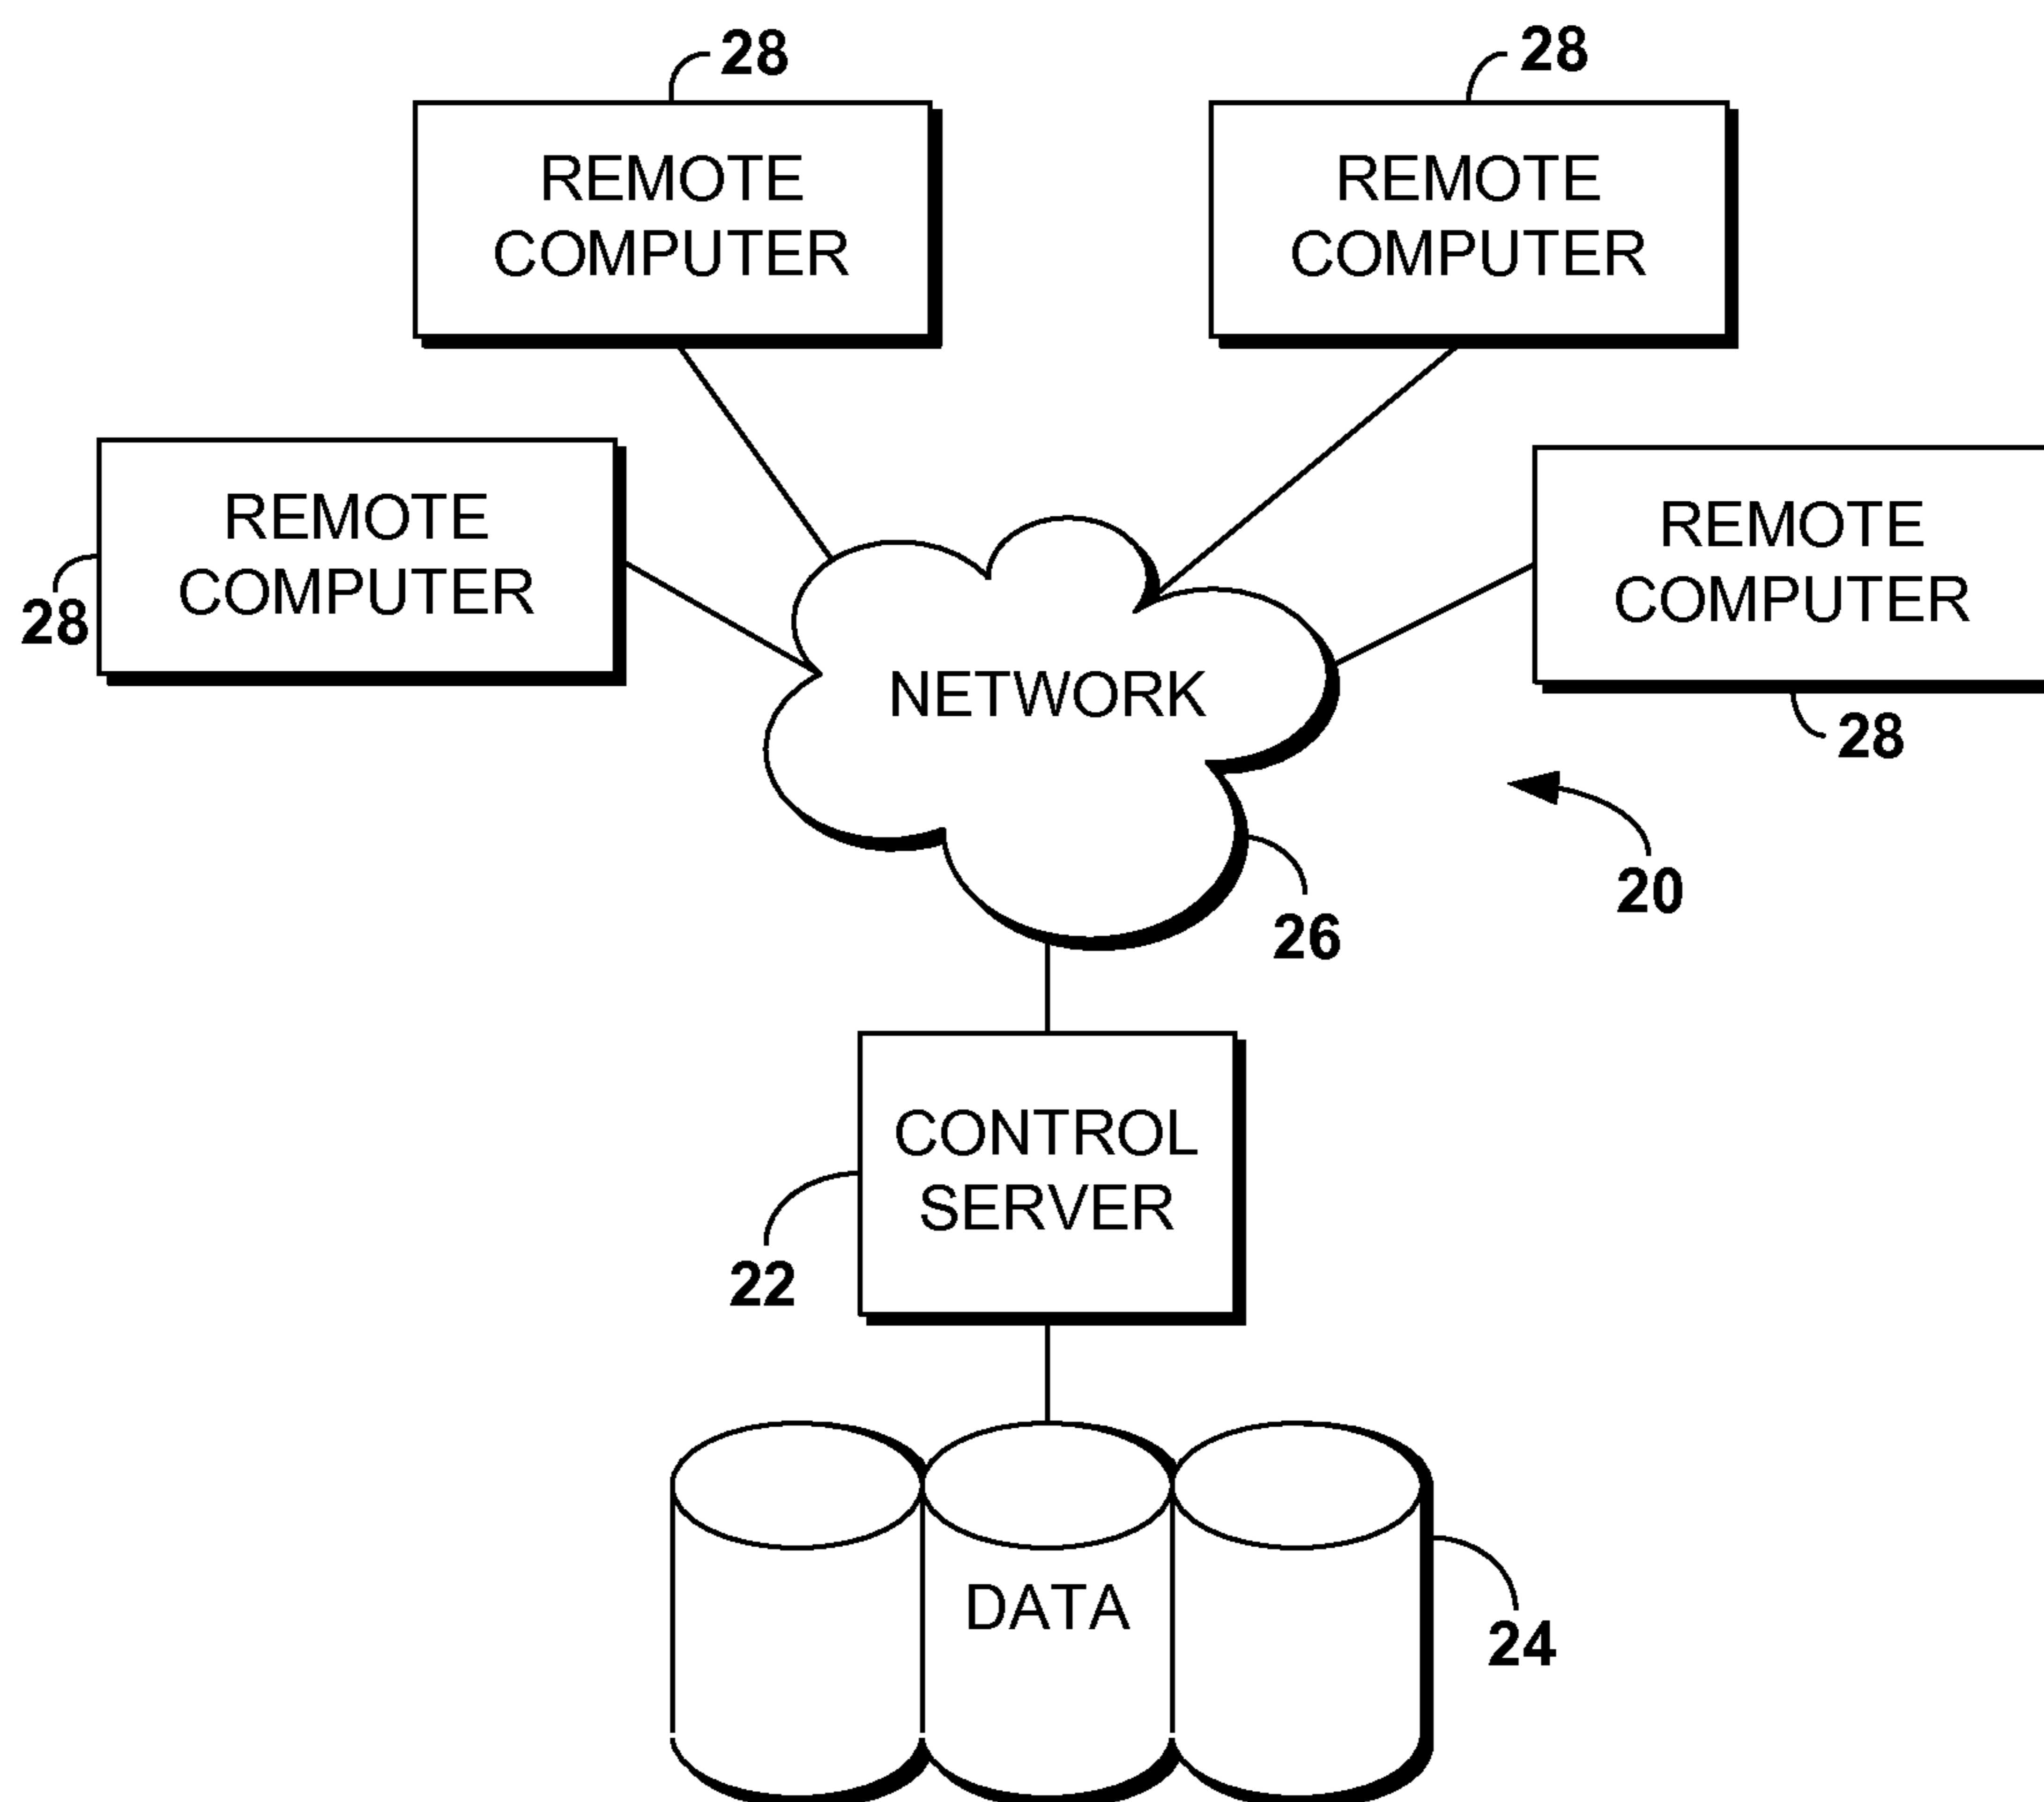 28
28
REMOTE
COMPUTER
REMOTE
COMPUTER
REMOTE
COMPUTER
28
REMOTE
COMPUTER
28
NETWORK
20
26
CONTROL
SERVER
22
DATA
24